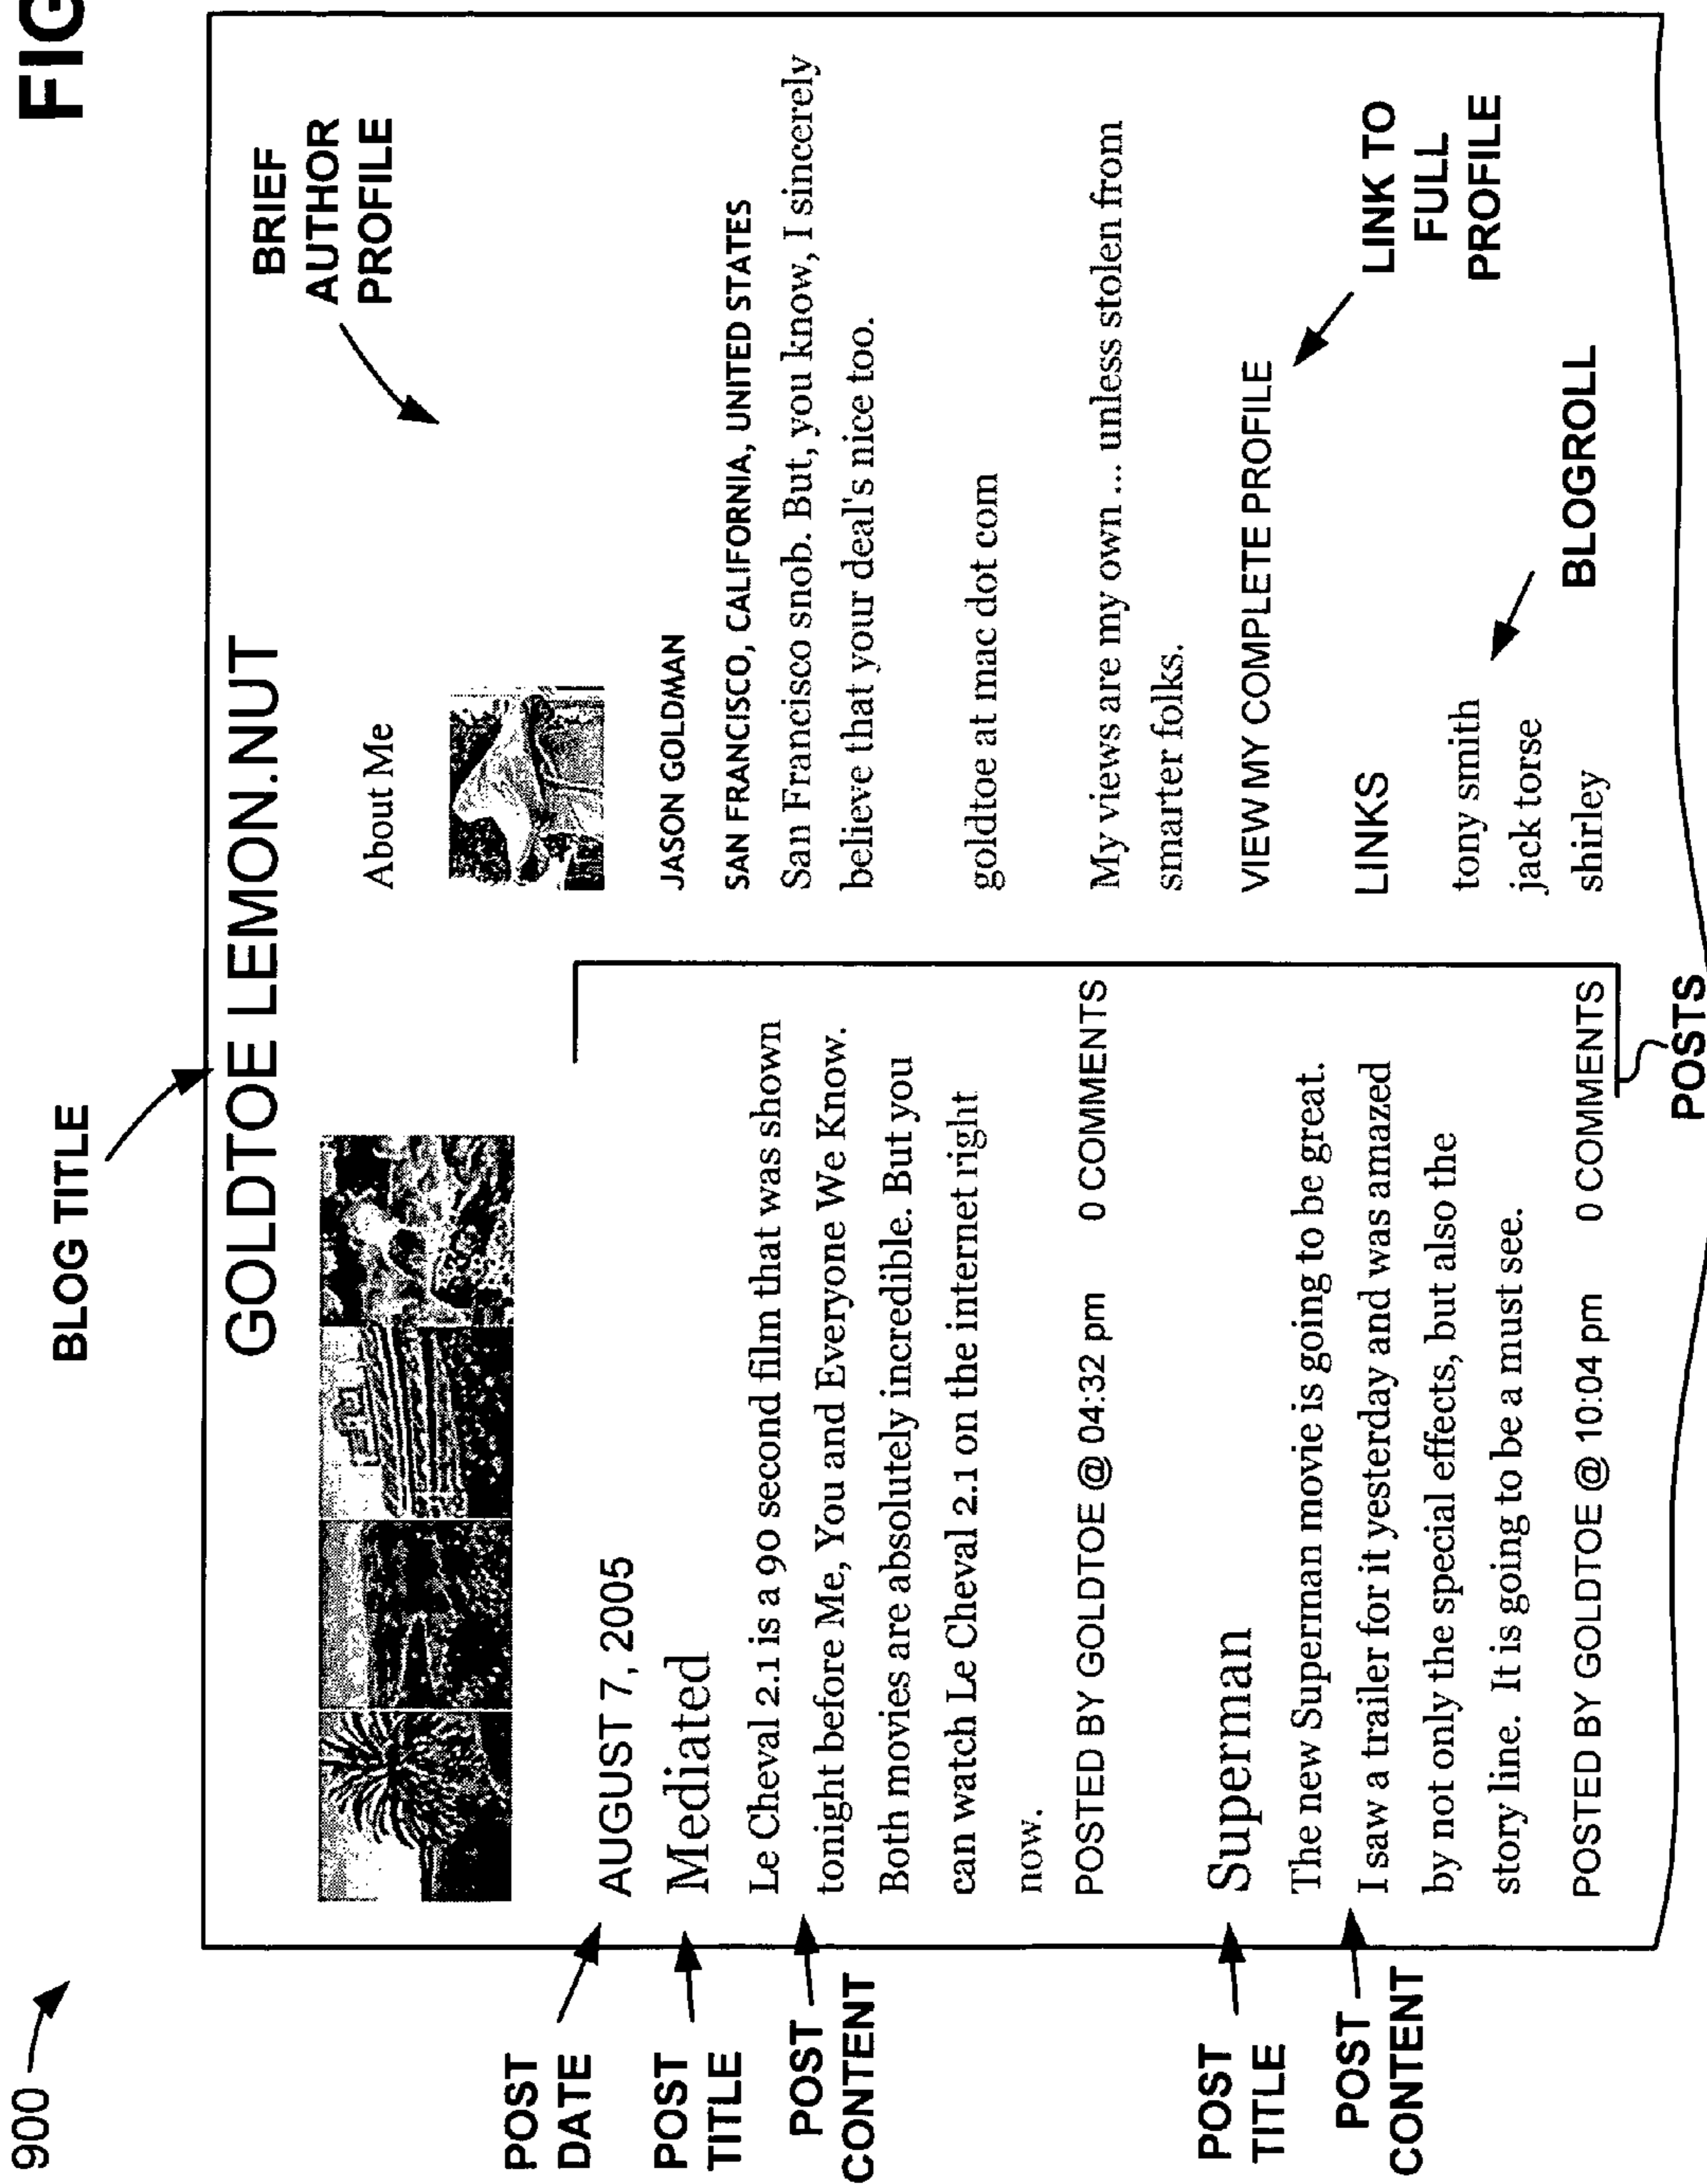 FIG
900
BLOG TITLE
GOLDTOE LEMON.NUT
BRIEF
AUTHOR
PROFILE
POST
DATE
AUGUST 7, 2005
POST
TITLE
Mediated
POST
CONTENT
Le Cheval 2.1 is a 90 second film that was shown
tonight before Me, You and Everyone We Know.
Both movies are absolutely incredible. But you
can watch Le Cheval 2.1 on the internet right
now.
POSTED BY GOLDTOE @ 04:32 pm 0 COMMENTS
POST
TITLE
Superman
POST
CONTENT
The new Superman movie is going to be great.
I saw a trailer for it yesterday and was amazed
by not only the special effects, but also the
story line. It is going to be a must see.
POSTED BY GOLDTOE @ 10:04 pm 0 COMMENTS
POSTS
About Me
JASON GOLDMAN
SAN FRANCISCO, CALIFORNIA, UNITED STATES
San Francisco snob. But, you know, I sincerely
believe that your deal's nice too.
goldtoe at mac dot com
My views are my own ... unless stolen from
smarter folks.
VIEW MY COMPLETE PROFILE
LINK TO
FULL
PROFILE
LINKS
tony smith
jack torse
shirley
BLOGROLL